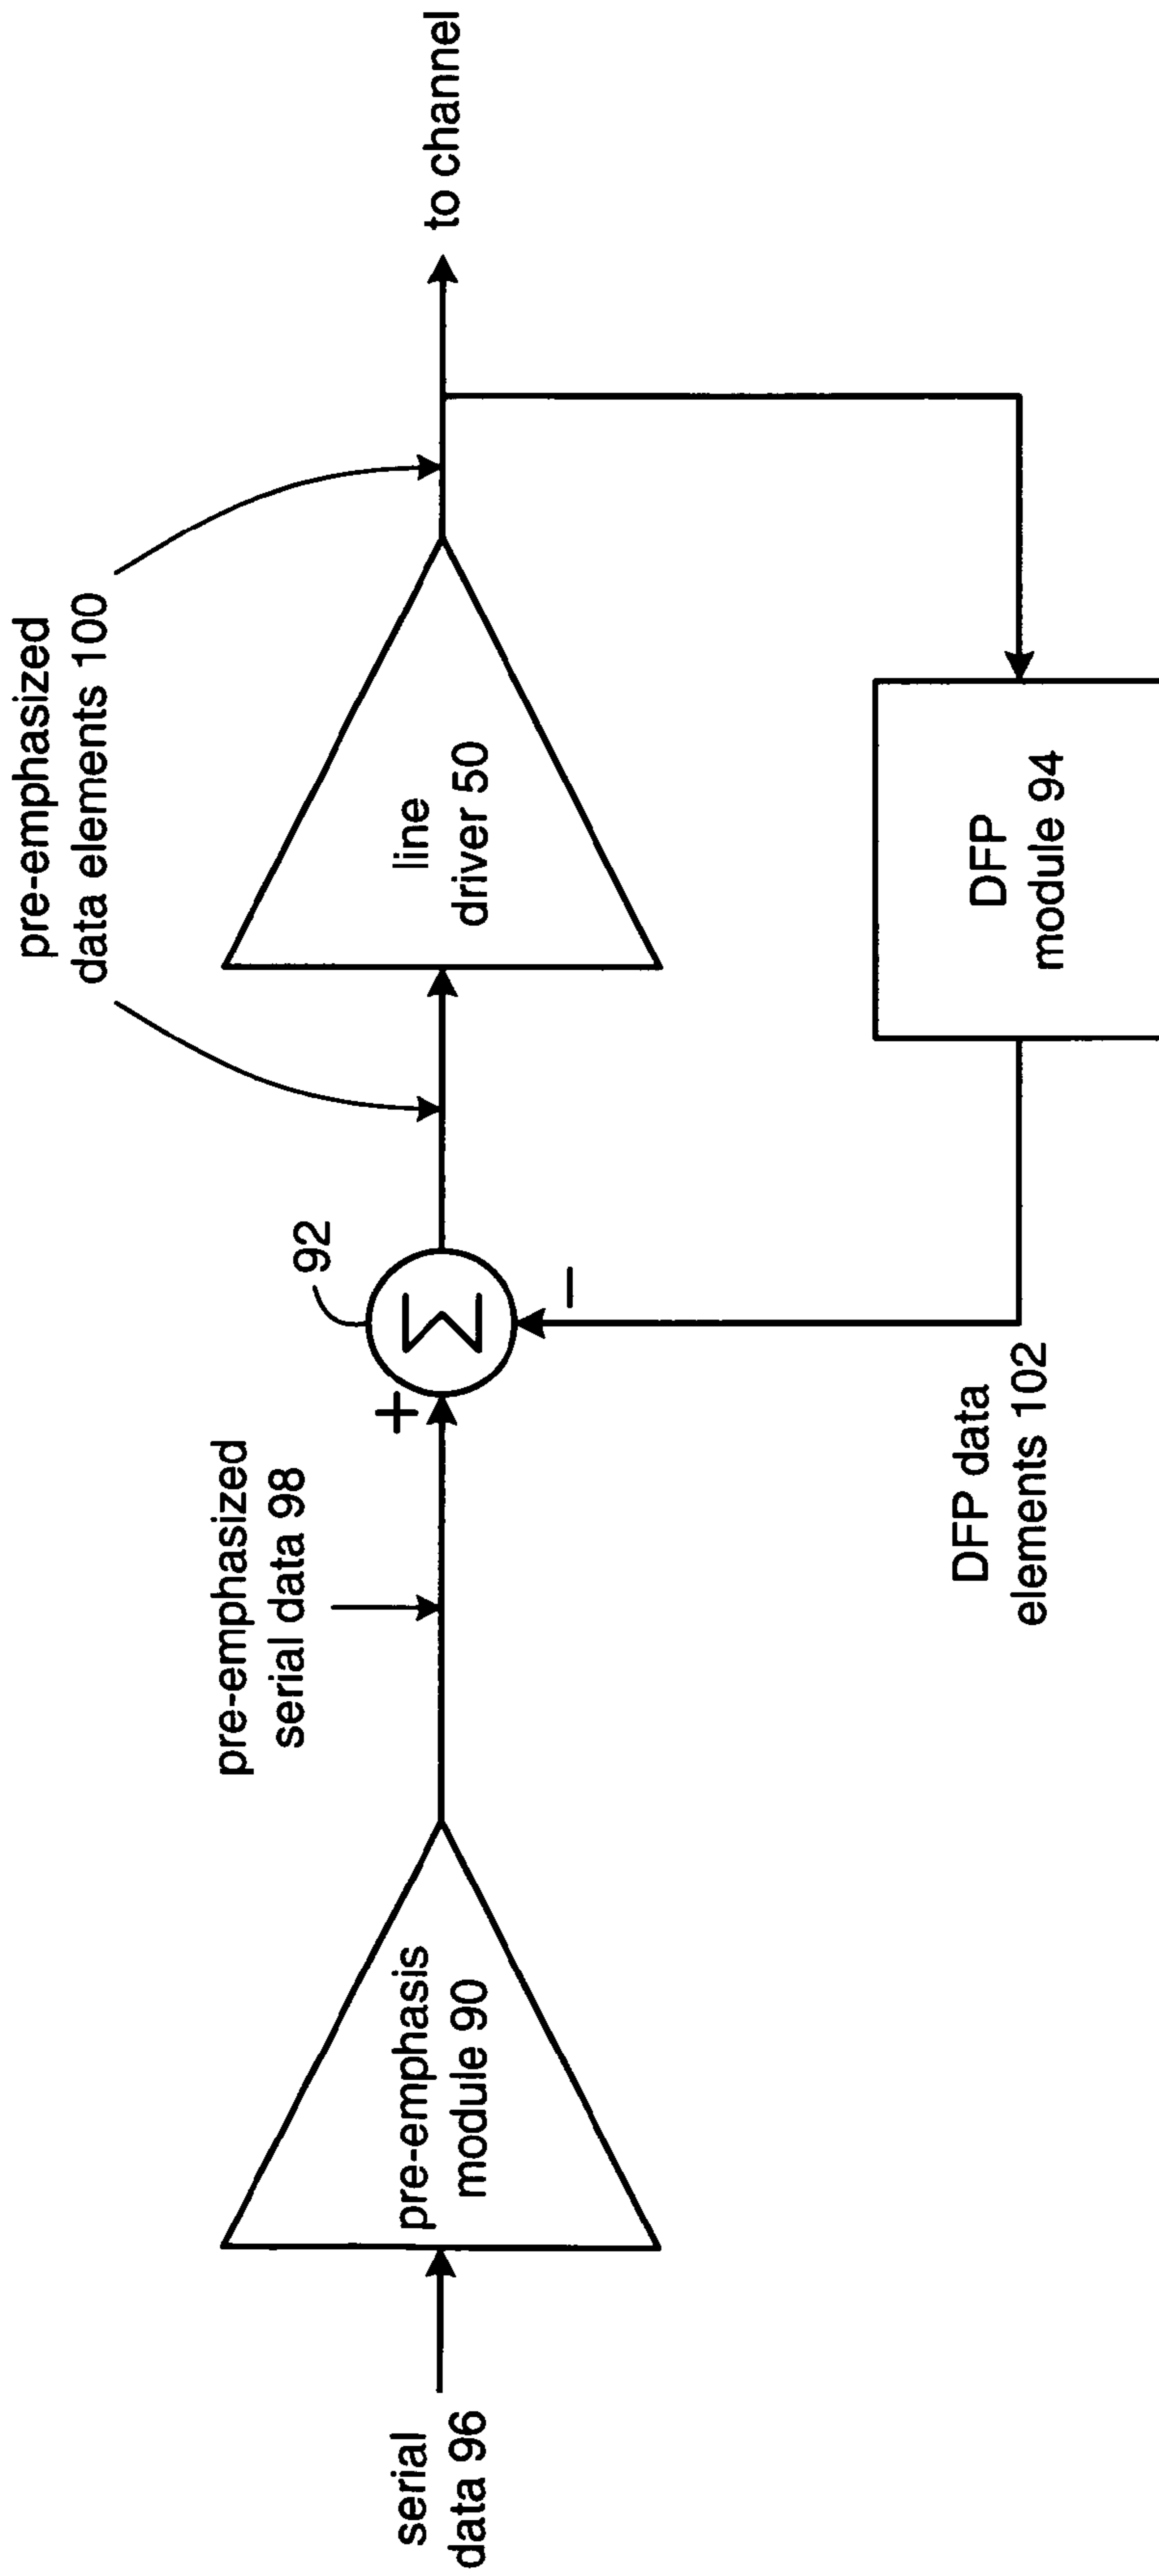 pre-emphasized
data elements 100
pre-emphasized
serial data 98
92
serial
data 96
pre-emphasis
module 90
+
Σ
−
line
driver 50
to channel
DFP data
elements 102
DFP
module 94